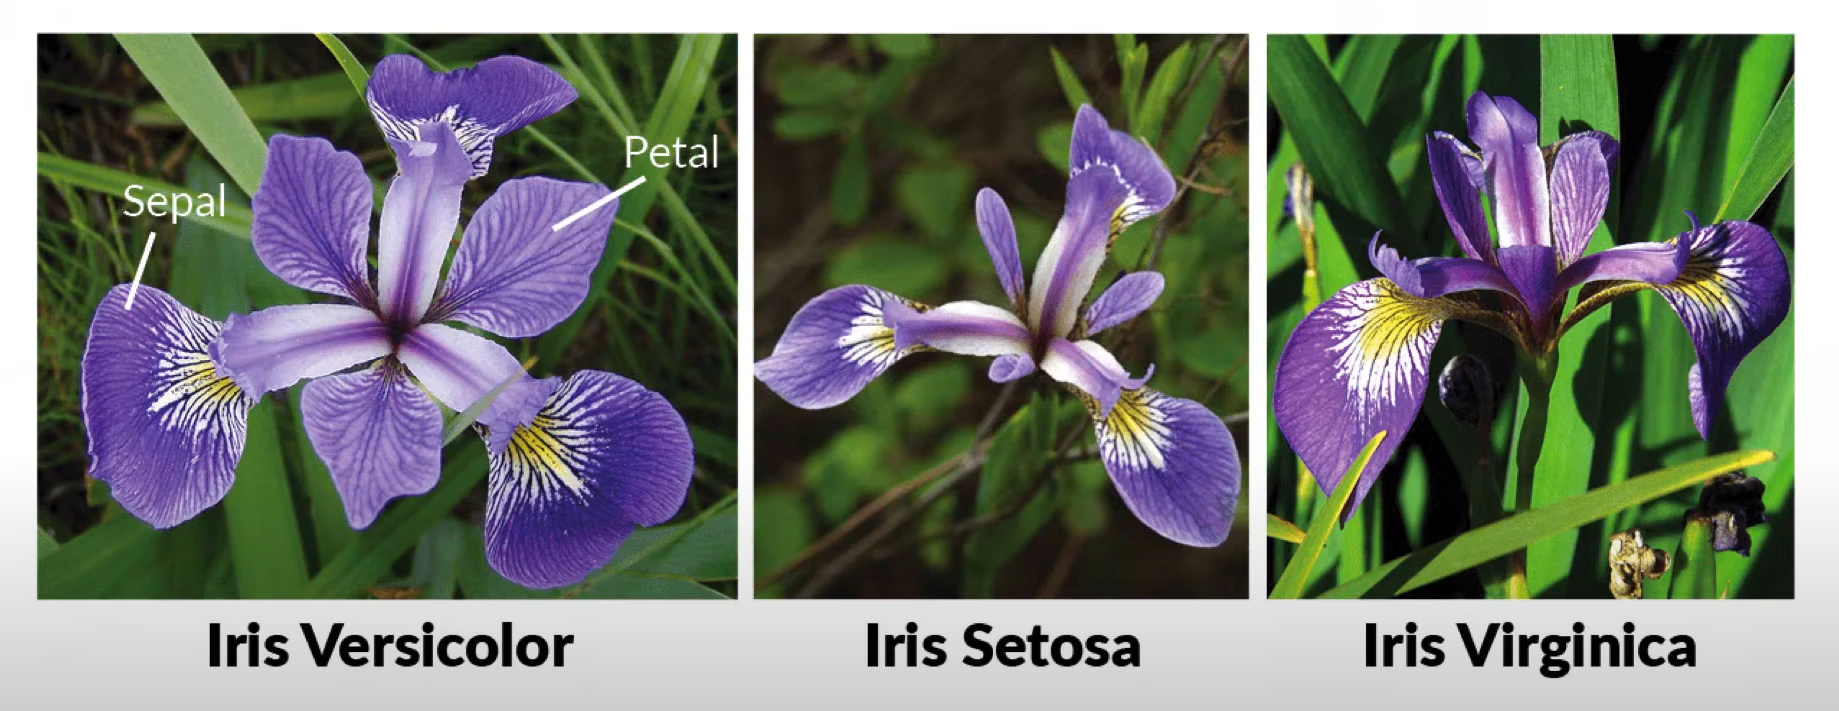 Sepal
Petal
Iris Versicolor
Iris Setosa
Iris Virginica